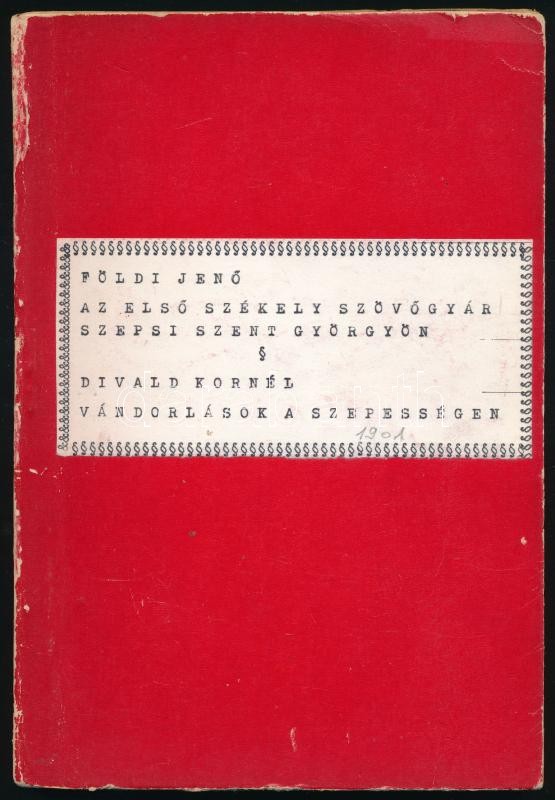 FÖLDI JENŐ
AZ ELSŐ SZÉKELY SZÖVŐGYÁR
SZEPSI SZENT GYÖRGYÖN
§
DIVALD KORNÉL
VÁNDORLÁSOK A SZEPESSÉGEN
1901